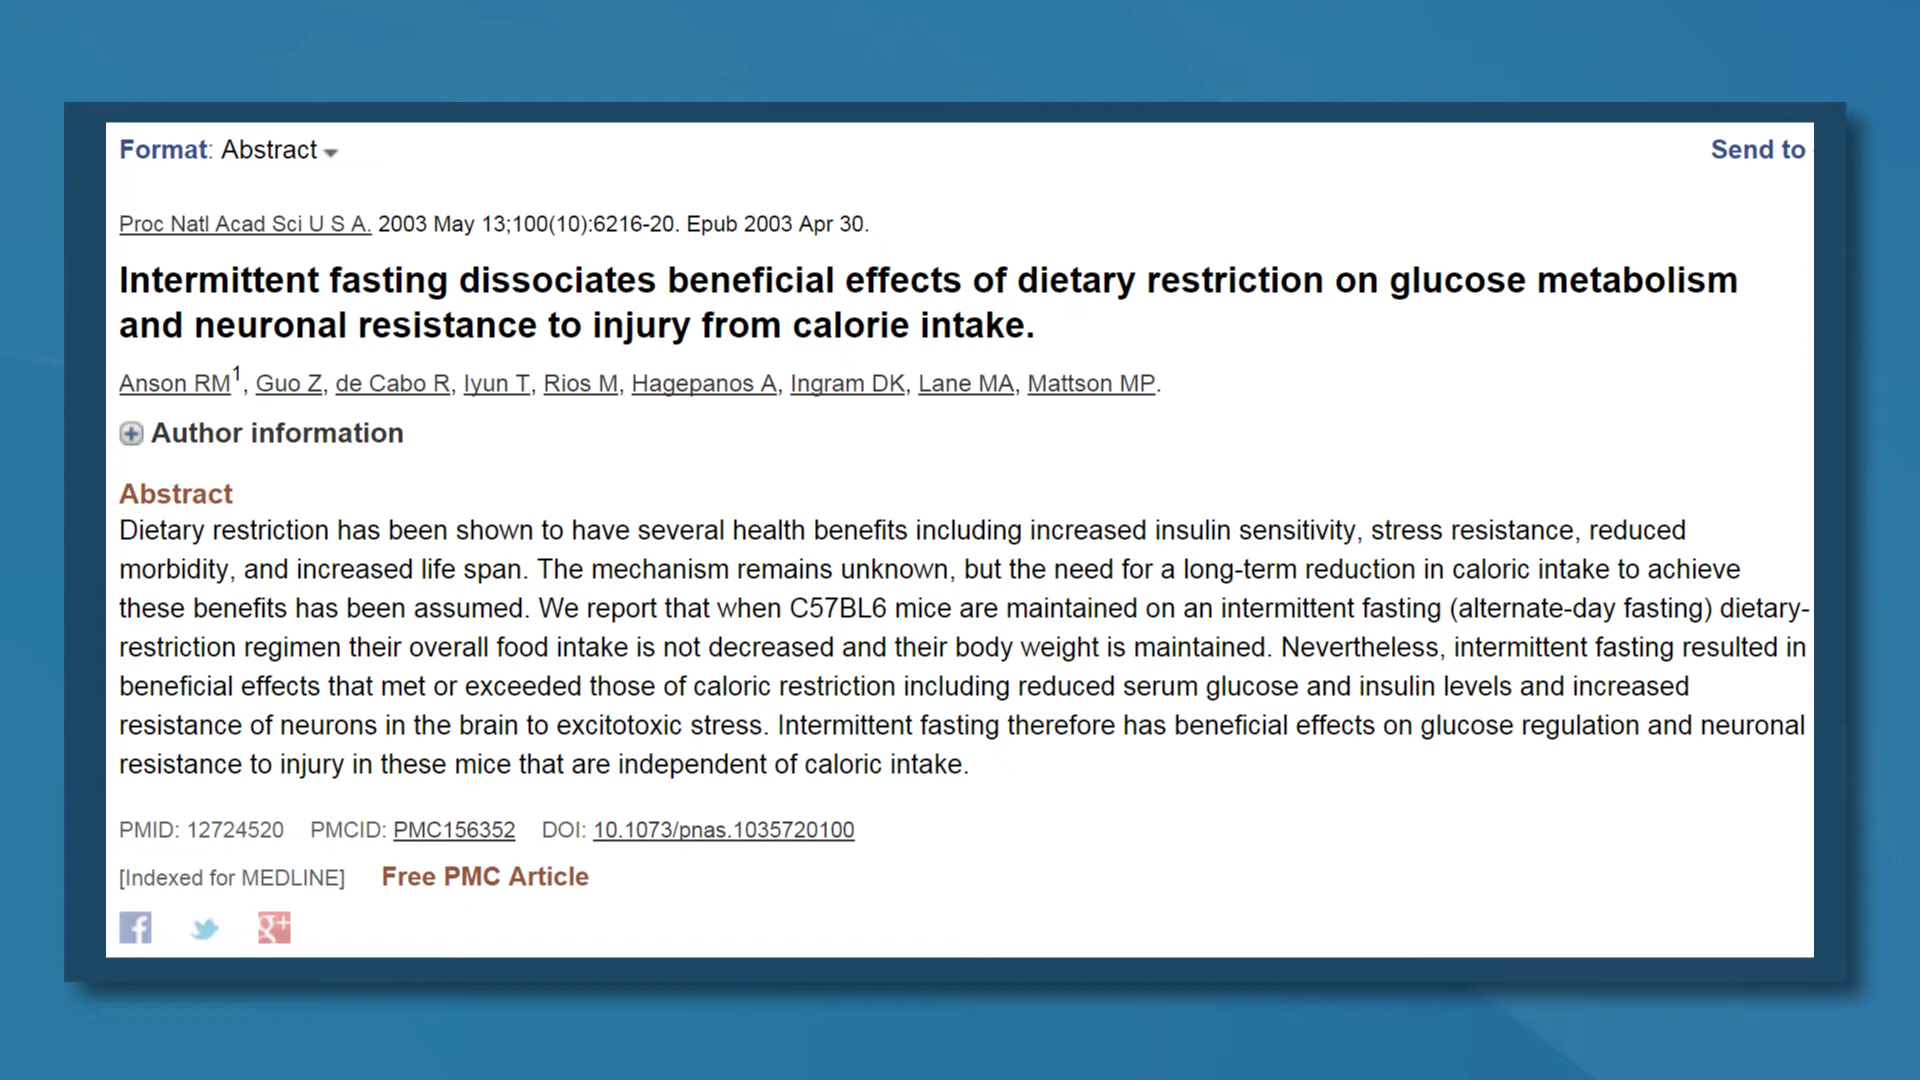 Format: Abstract
Send to
Proc Natl Acad Sci U S A. 2003 May 13;100(10):6216-20. Epub 2003 Apr 30.
Intermittent fasting dissociates beneficial effects of dietary restriction on glucose metabolism
and neuronal resistance to injury from calorie intake.
Anson RM1, Guo Z, de Cabo R, Iyun T, Rios M, Hagepanos A, Ingram DK, Lane MA, Mattson MP.
Author information
Abstract
Dietary restriction has been shown to have several health benefits including increased insulin sensitivity, stress resistance, reduced
morbidity, and increased life span. The mechanism remains unknown, but the need for a long-term reduction in caloric intake to achieve
these benefits has been assumed. We report that when C57BL6 mice are maintained on an intermittent fasting (alternate-day fasting) dietary-
restriction regimen their overall food intake is not decreased and their body weight is maintained. Nevertheless, intermittent fasting resulted in
beneficial effects that met or exceeded those of caloric restriction including reduced serum glucose and insulin levels and increased
resistance of neurons in the brain to excitotoxic stress. Intermittent fasting therefore has beneficial effects on glucose regulation and neuronal
resistance to injury in these mice that are independent of caloric intake.
PMID: 12724520 PMCID: PMC156352 DOI: 10.1073/pnas.1035720100
[Indexed for MEDLINE] Free PMC Article
f g+